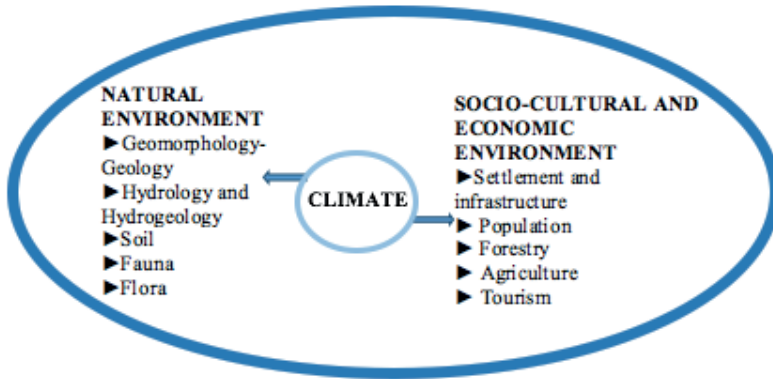 NATURAL
ENVIRONMENT
►Geomorphology-
Geology
►Hydrology and
Hydrogeology
►Soil
►Fauna
►Flora
CLIMATE
SOCIO-CULTURAL AND
ECONOMIC
ENVIRONMENT
►Settlement and
infrastructure
► Population
► Forestry
► Agriculture
► Tourism